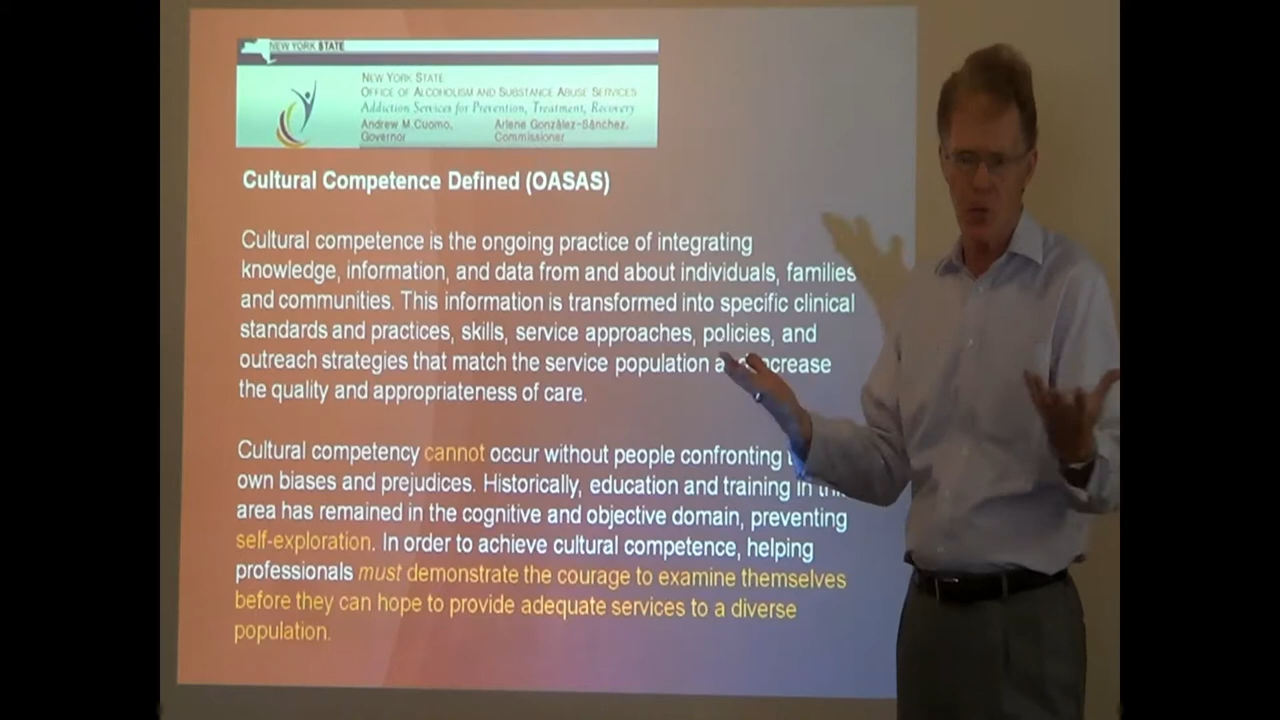 NEW YORK STATE
NEW YORK STATE
OFFICE OF ALCOHOLISM AND SUBSTANCE ABUSE SERVICES
Addiction Services for Prevention, Treatment, Recovery
Andrew M.Cuomo, Arlene González-Sánchez,
Governor Commissioner
Cultural Competence Defined (OASAS)
Cultural competence is the ongoing practice of integrating
knowledge, information, and data from and about individuals, families
and communities. This information is transformed into specific clinical
standards and practices, skills, service approaches, policies, and
outreach strategies that match the service population increase
the quality and appropriateness of care.
Cultural competency cannot occur without people confronting
own biases and prejudices. Historically, education and training in
area has remained in the cognitive and objective domain, preventing
self-exploration. In order to achieve cultural competence, helping
professionals must demonstrate the courage to examine themselves
before they can hope to provide adequate services to a diverse
population.